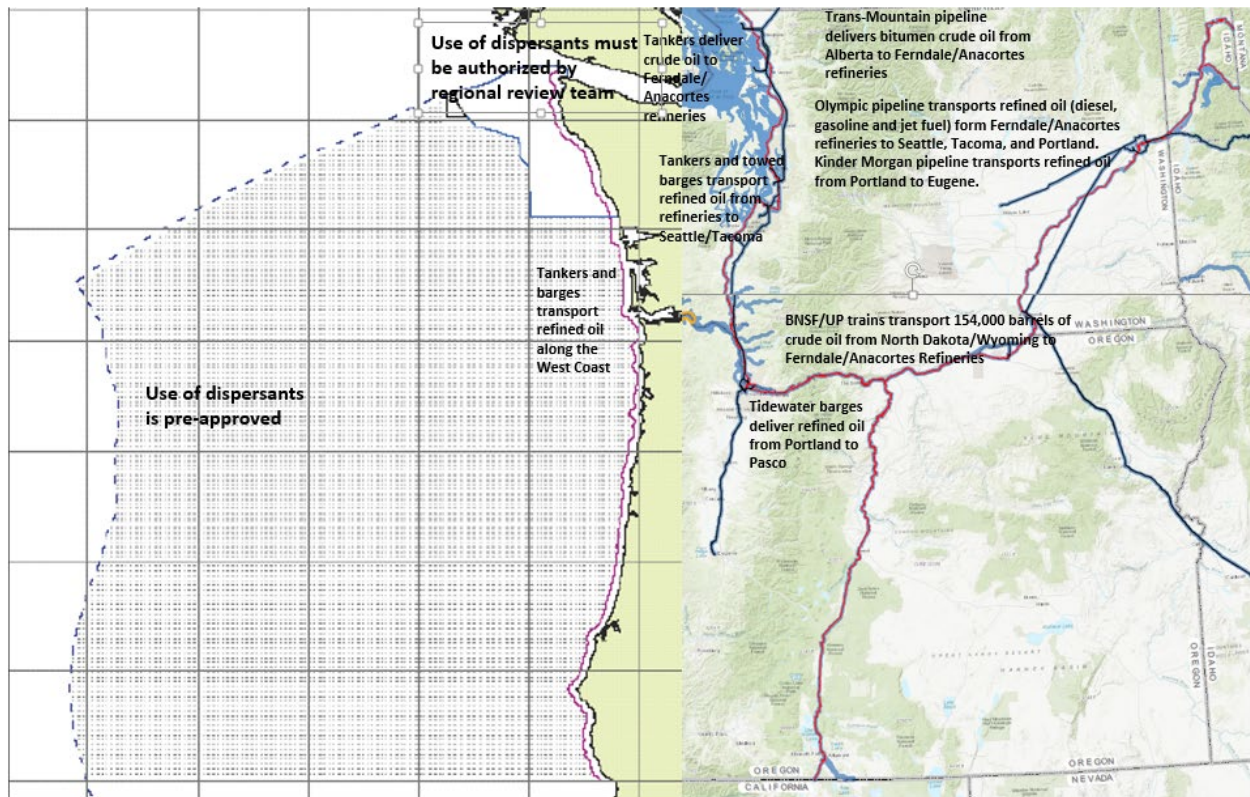 Use of dispersants must
be authorized by
regional review team
Tankers deliver
crude oil to
Ferndale/
Anacortes
refineries
Trans-Mountain pipeline
delivers bitumen crude oil from
Alberta to Ferndale/Anacortes
refineries
Olympic pipeline transports refined oil (diesel,
gasoline and jet fuel) form Ferndale/Anacortes
refineries to Seattle, Tacoma, and Portland.
Kinder Morgan pipeline transports refined oil
from Portland to Eugene.
Tankers and towed
barges transport
refined oil from
refineries to
Seattle/Tacoma
Tankers and
barges
transport
refined oil
along the
West Coast
BNSF/UP trains transport 154,000 barrels of
crude oil from North Dakota/Wyoming to
Ferndale/Anacortes Refineries
Use of dispersants
is pre-approved
Tidewater barges
deliver refined oil
from Portland to
Pasco
IDAHO
MONTANA
WASHINGTON
IDAHO
WASHINGTON
OREGON
OREGON
IDAHO
OREGON
CALIFORNIA
OREGON
NEVADA